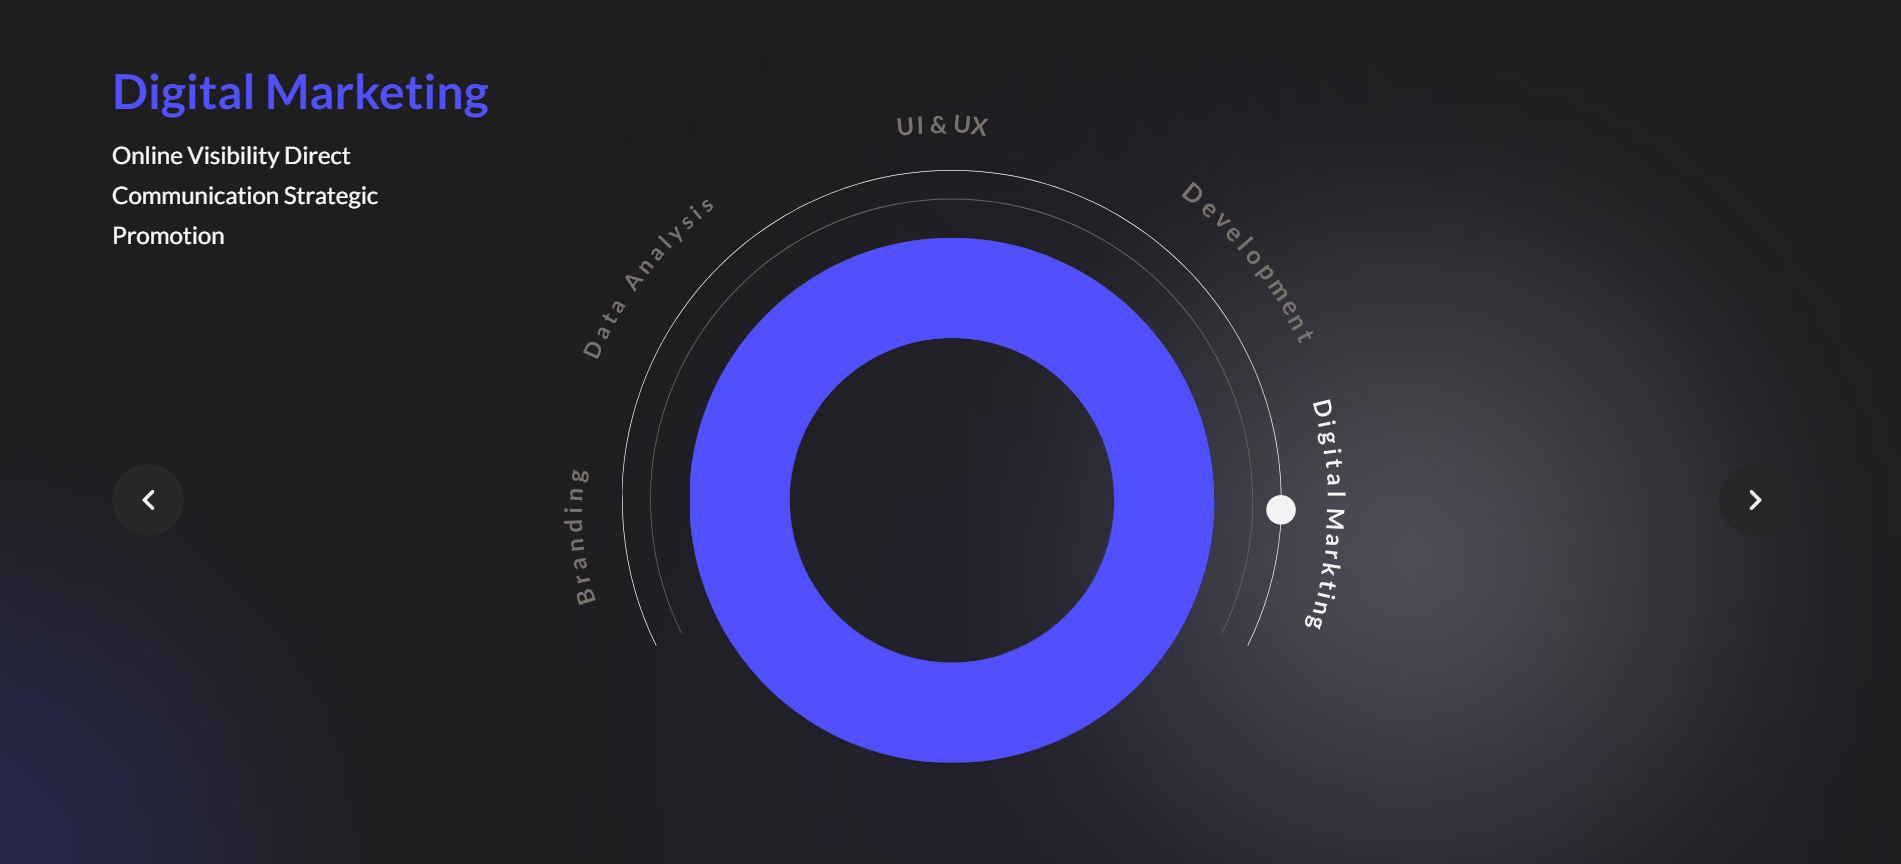 Digital Marketing
Online Visibility Direct
Communication Strategic
Promotion
Branding
Data Analysis
UI & UX
Development
Digital Markting